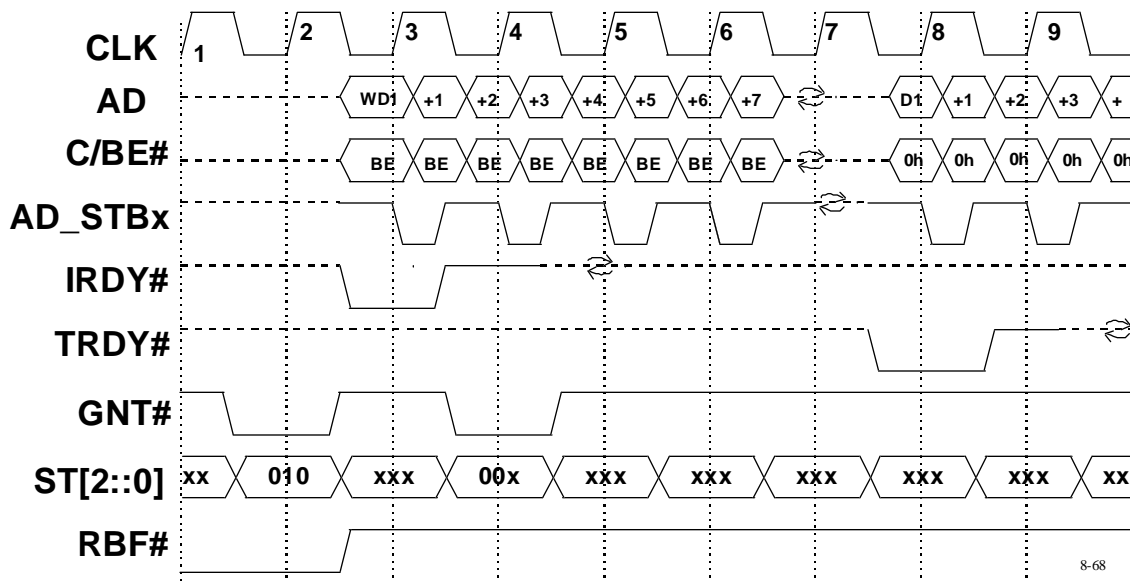 CLK 1 2 3 4 5 6 7 8 9
AD WD1 +1 +2 +3 +4 +5 +6 +7 D1 +1 +2 +3 +
C/BE# BE BE BE BE BE BE BE BE 0h 0h 0h 0h 0h
AD_STBx
IRDY#
TRDY#
GNT#
ST[2::0] xx 010 xxx 00x xxx xxx xxx xxx xxx xx
RBF#
8-68